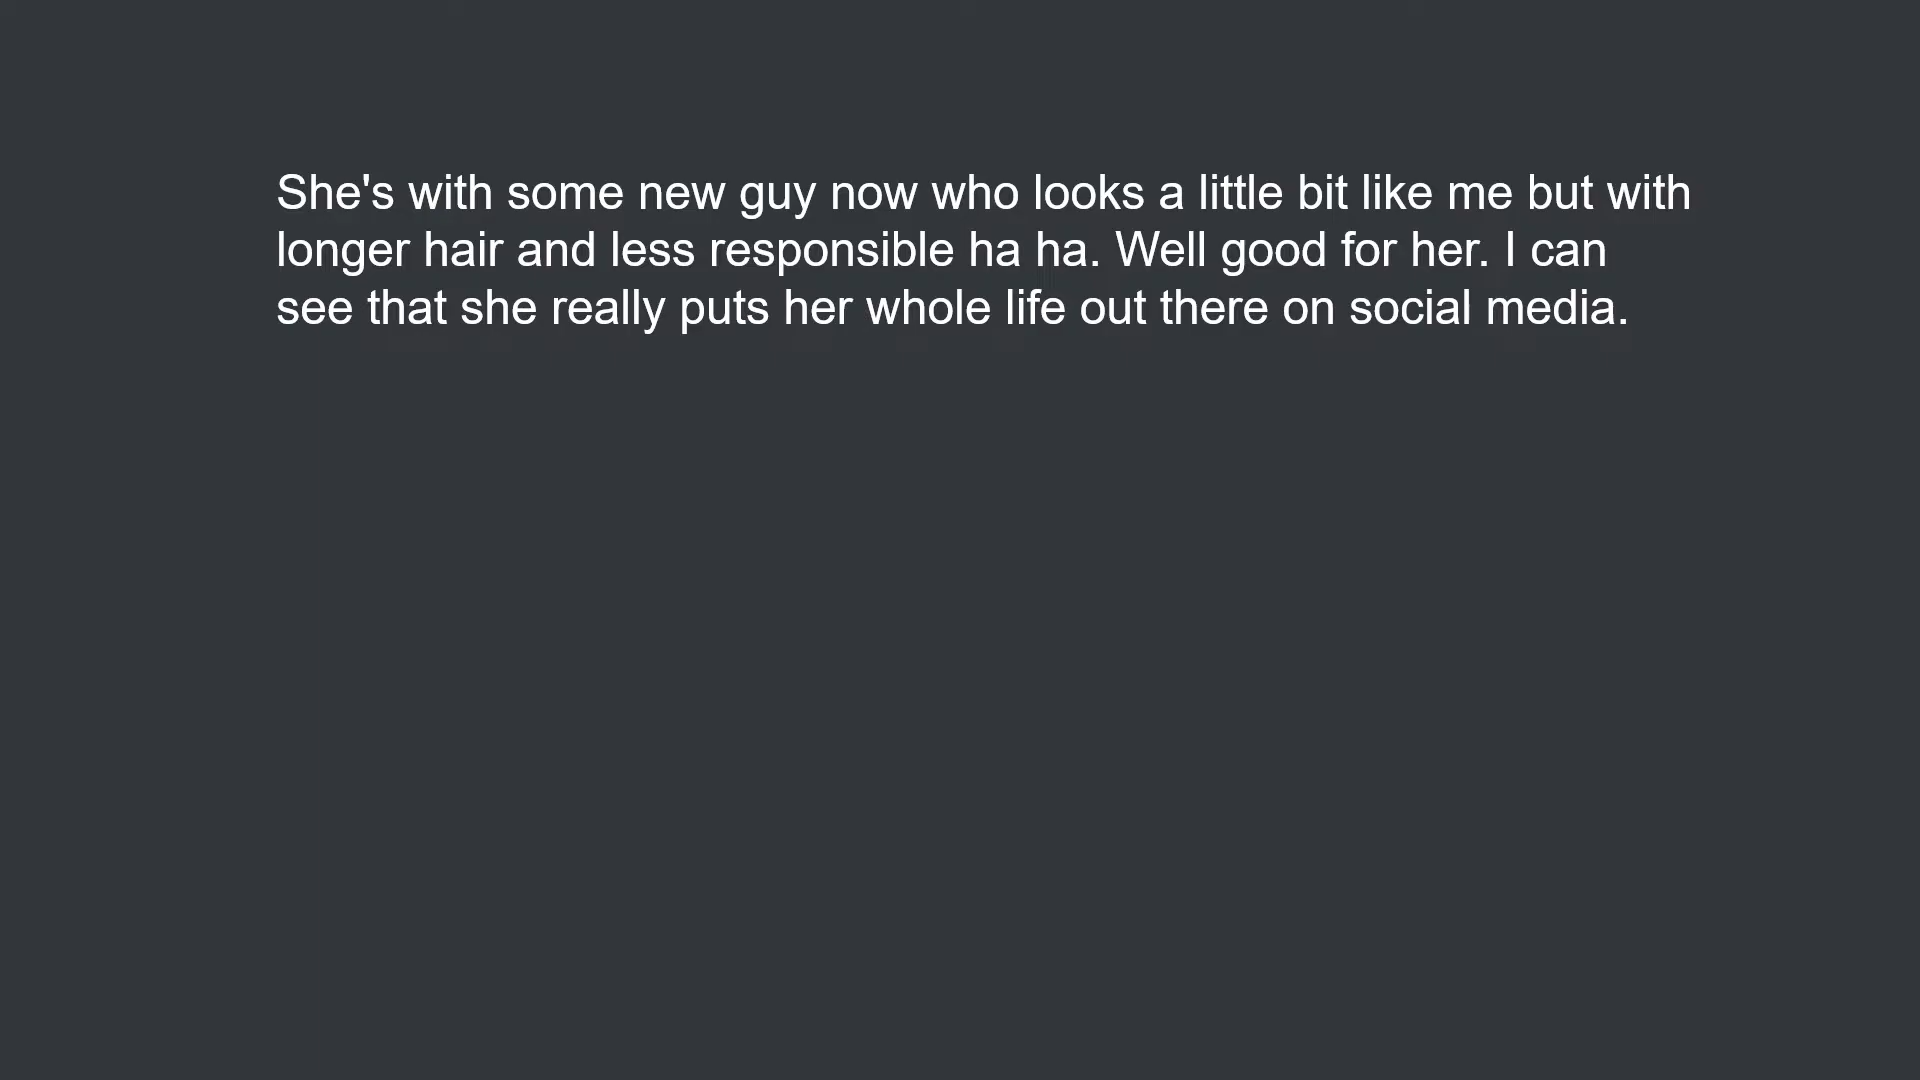 She's with some new guy now who looks a little bit like me but with
longer hair and less responsible ha ha. Well good for her. I can
see that she really puts her whole life out there on social media.